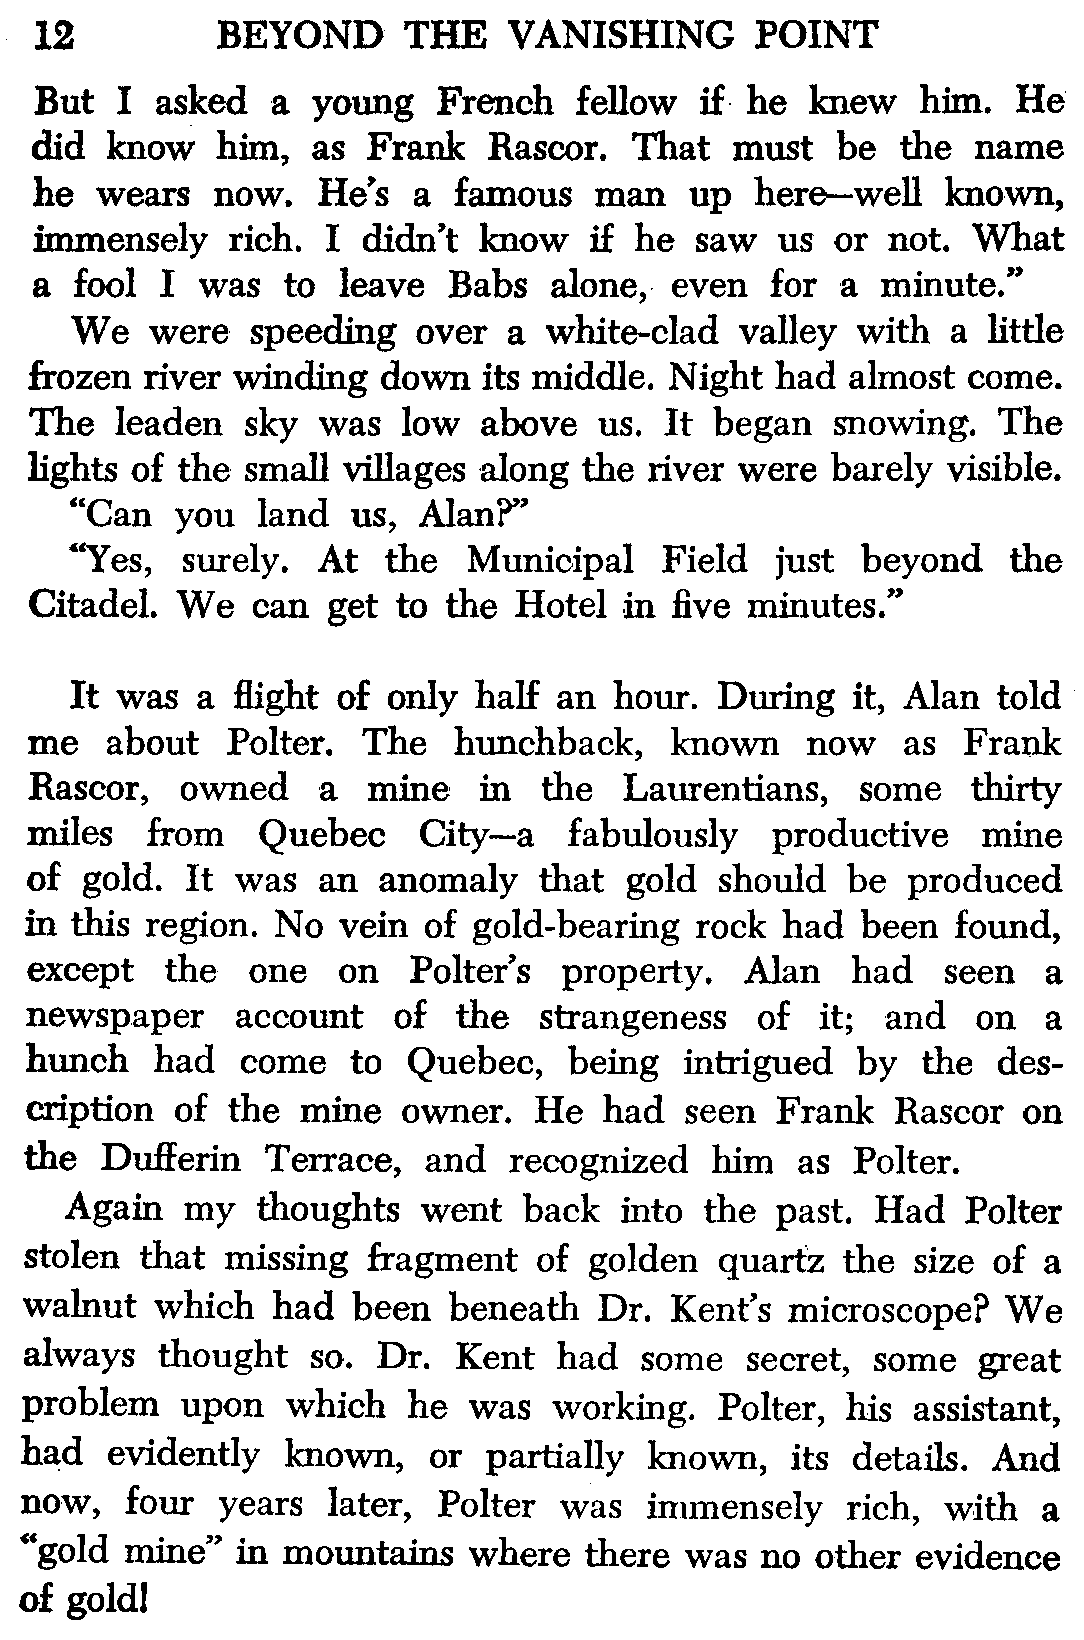 12 BEYOND THE VANISHING POINT
But I asked a young French fellow if he knew him. He
did know him, as Frank Rascor. That must be the name
he wears now. He's a famous man up here—well known,
immensely rich. I didn't know if he saw us or not. What
a fool I was to leave Babs alone, even for a minute.”
We were speeding over a white-clad valley with a little
frozen river winding down its middle. Night had almost come.
The leaden sky was low above us. It began snowing. The
lights of the small villages along the river were barely visible.
“Can you land us, Alan?”
“Yes, surely. At the Municipal Field just beyond the
Citadel. We can get to the Hotel in five minutes.”
It was a flight of only half an hour. During it, Alan told
me about Polter. The hunchback, known now as Frank
Rascor, owned a mine in the Laurentians, some thirty
miles from Quebec City—a fabulously productive mine
of gold. It was an anomaly that gold should be produced
in this region. No vein of gold-bearing rock had been found,
except the one on Polter's property. Alan had seen a
newspaper account of the strangeness of it; and on a
hunch had come to Quebec, being intrigued by the des-
cription of the mine owner. He had seen Frank Rascor on
the Dufferin Terrace, and recognized him as Polter.
Again my thoughts went back into the past. Had Polter
stolen that missing fragment of golden quartz the size of a
walnut which had been beneath Dr. Kent's microscope? We
always thought so. Dr. Kent had some secret, some great
problem upon which he was working. Polter, his assistant,
had evidently known, or partially known, its details. And
now, four years later, Polter was immensely rich, with a
“gold mine” in mountains where there was no other evidence
of gold!